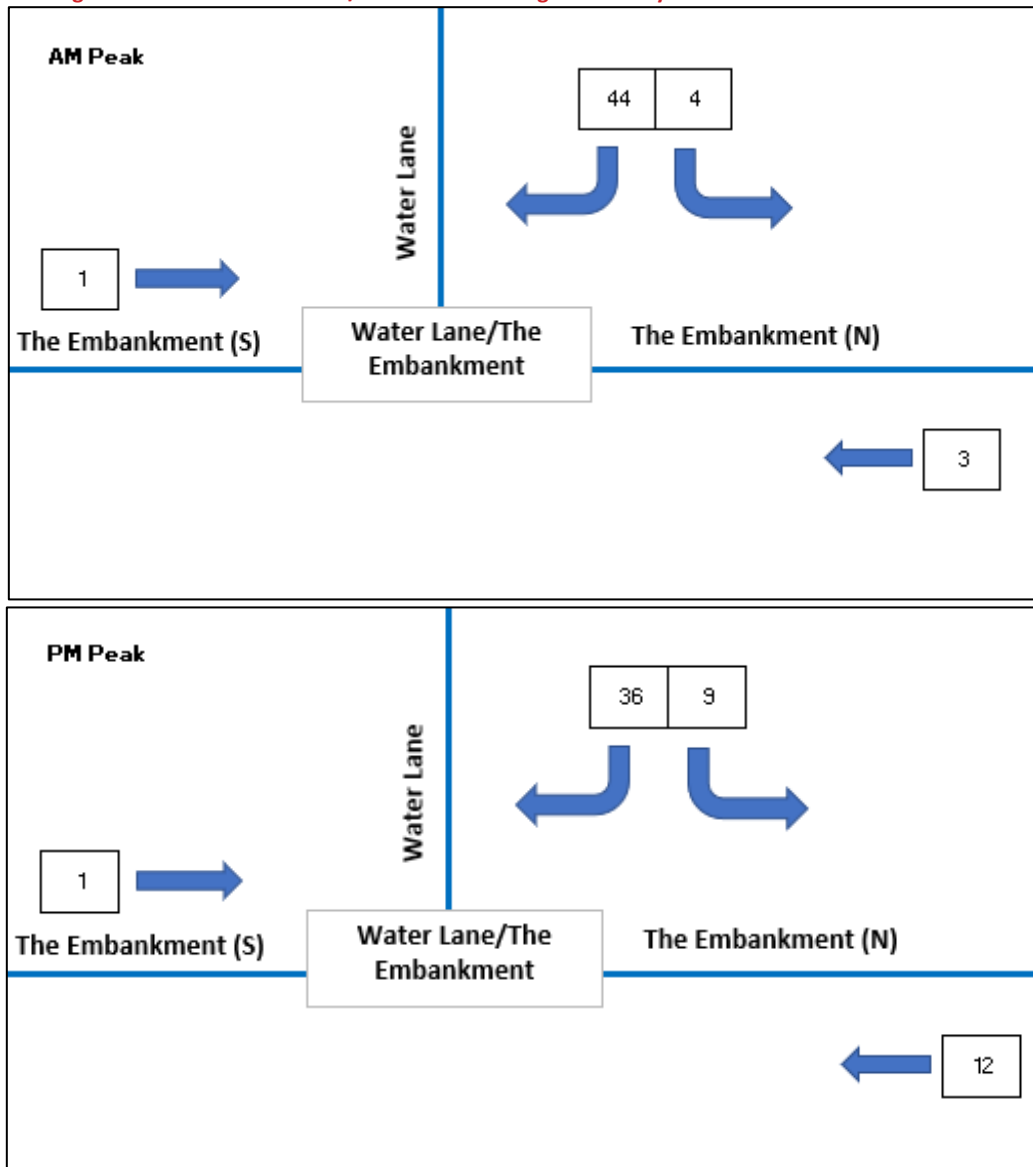 AM Peak
44 4
Water Lane
1
The Embankment (S)
Water Lane/The
Embankment
The Embankment (N)
3
PM Peak
36 9
Water Lane
1
The Embankment (S)
Water Lane/The
Embankment
The Embankment (N)
12